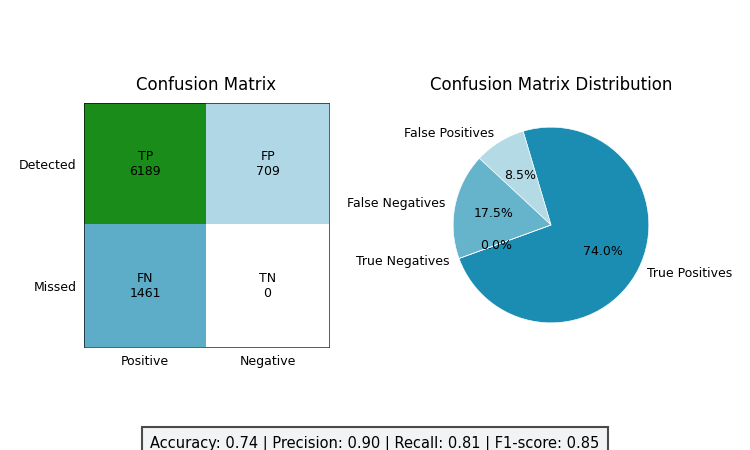 Confusion Matrix
Detected
TP
6189
FP
709
Missed
FN
1461
TN
0
Positive
Negative
Confusion Matrix Distribution
False Positives
8.5%
False Negatives
17.5%
True Negatives
0.0%
74.0%
True Positives
Accuracy: 0.74 | Precision: 0.90 | Recall: 0.81 | F1-score: 0.85